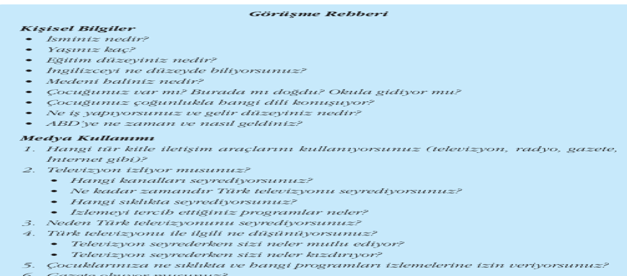 Görüşme Rehberi
Kişisel Bilgiler
• İsminiz nedir?
• Yaşınız kaç?
• Eğitim düzeyiniz nedir?
• İngilizceyi ne düzeyde biliyorsunuz?
• Medeni haliniz nedir?
• Çocuğunuz var mı? Burada mı doğdu? Okula gidiyor mu?
• Çocuğunuz çoğunlukla hangi dili konuşuyor?
• Ne iş yapıyorsunuz ve gelir düzeyiniz nedir?
• ABD'ye ne zaman ve nasıl geldiniz?
Medya Kullanımı
1. Hangi tür kitle iletişim araçlarını kullanıyorsunuz (televizyon, radyo, gazete,
İnternet gibi)?
2. Televizyon izliyor musunuz?
• Hangi kanalları seyrediyorsunuz?
• Ne kadar zamandır Türk televizyonu seyrediyorsunuz?
• Hangi sıklıkta seyrediyorsunuz?
• İzlemeyi tercih ettiğiniz programlar neler?
3. Neden Türk televizyonunu seyrediyorsunuz?
4. Türk televizyonu ile ilgili ne düşünüyorsunuz?
• Televizyon seyrederken sizi neler mutlu ediyor?
• Televizyon seyrederken sizi neler kızdırıyor?
5. Çocuklarınıza ne sıklıkta ve hangi programları izlemelerine izin veriyorsunuz?
6. Gazete okuyor musunuz?